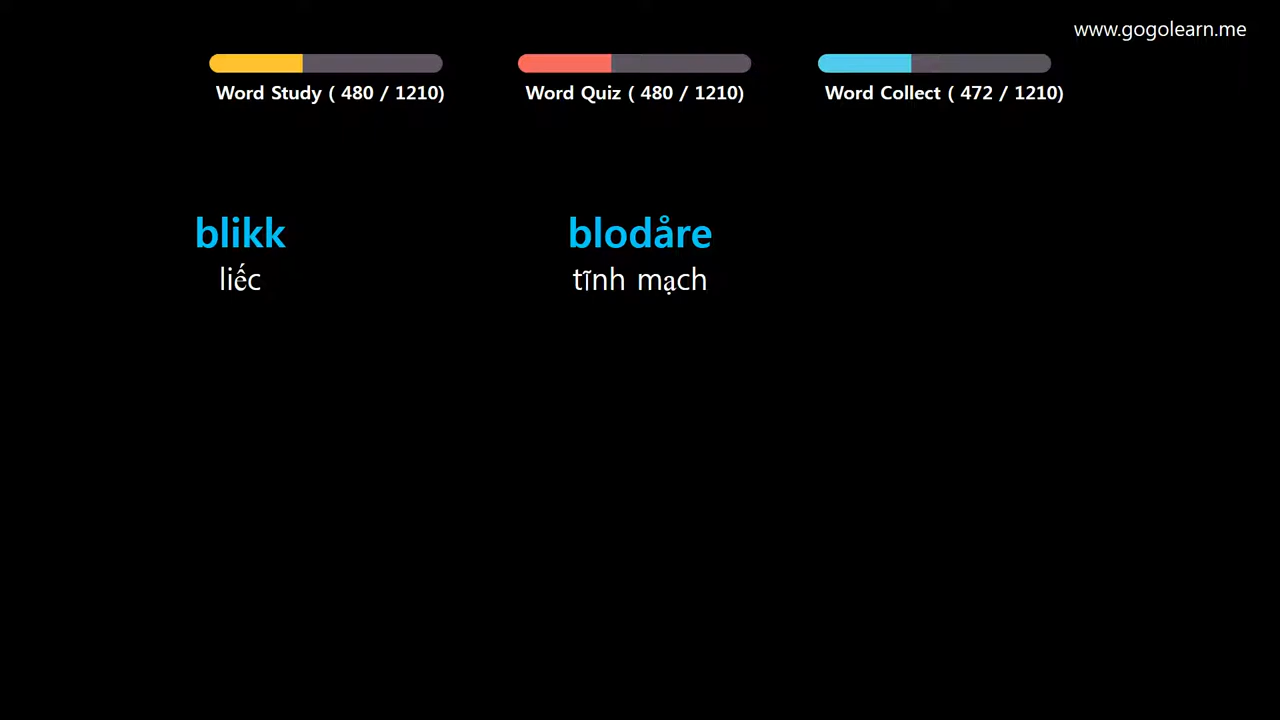 www.gogolearn.me
Word Study ( 480 / 1210)
Word Quiz ( 480 / 1210)
Word Collect ( 472 / 1210)
blikk
liếc
blodåre
tĩnh mạch